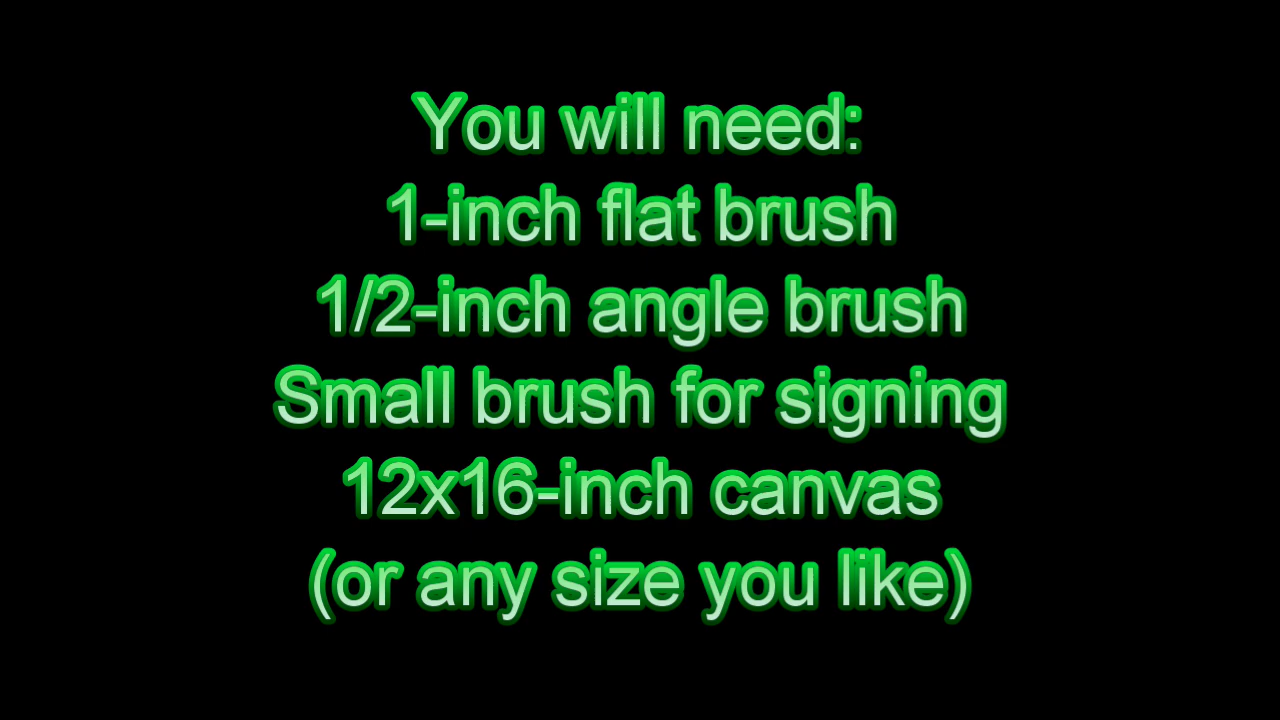 You will need:
1-inch flat brush
1/2-inch angle brush
Small brush for signing
12x16-inch canvas
(or any size you like)